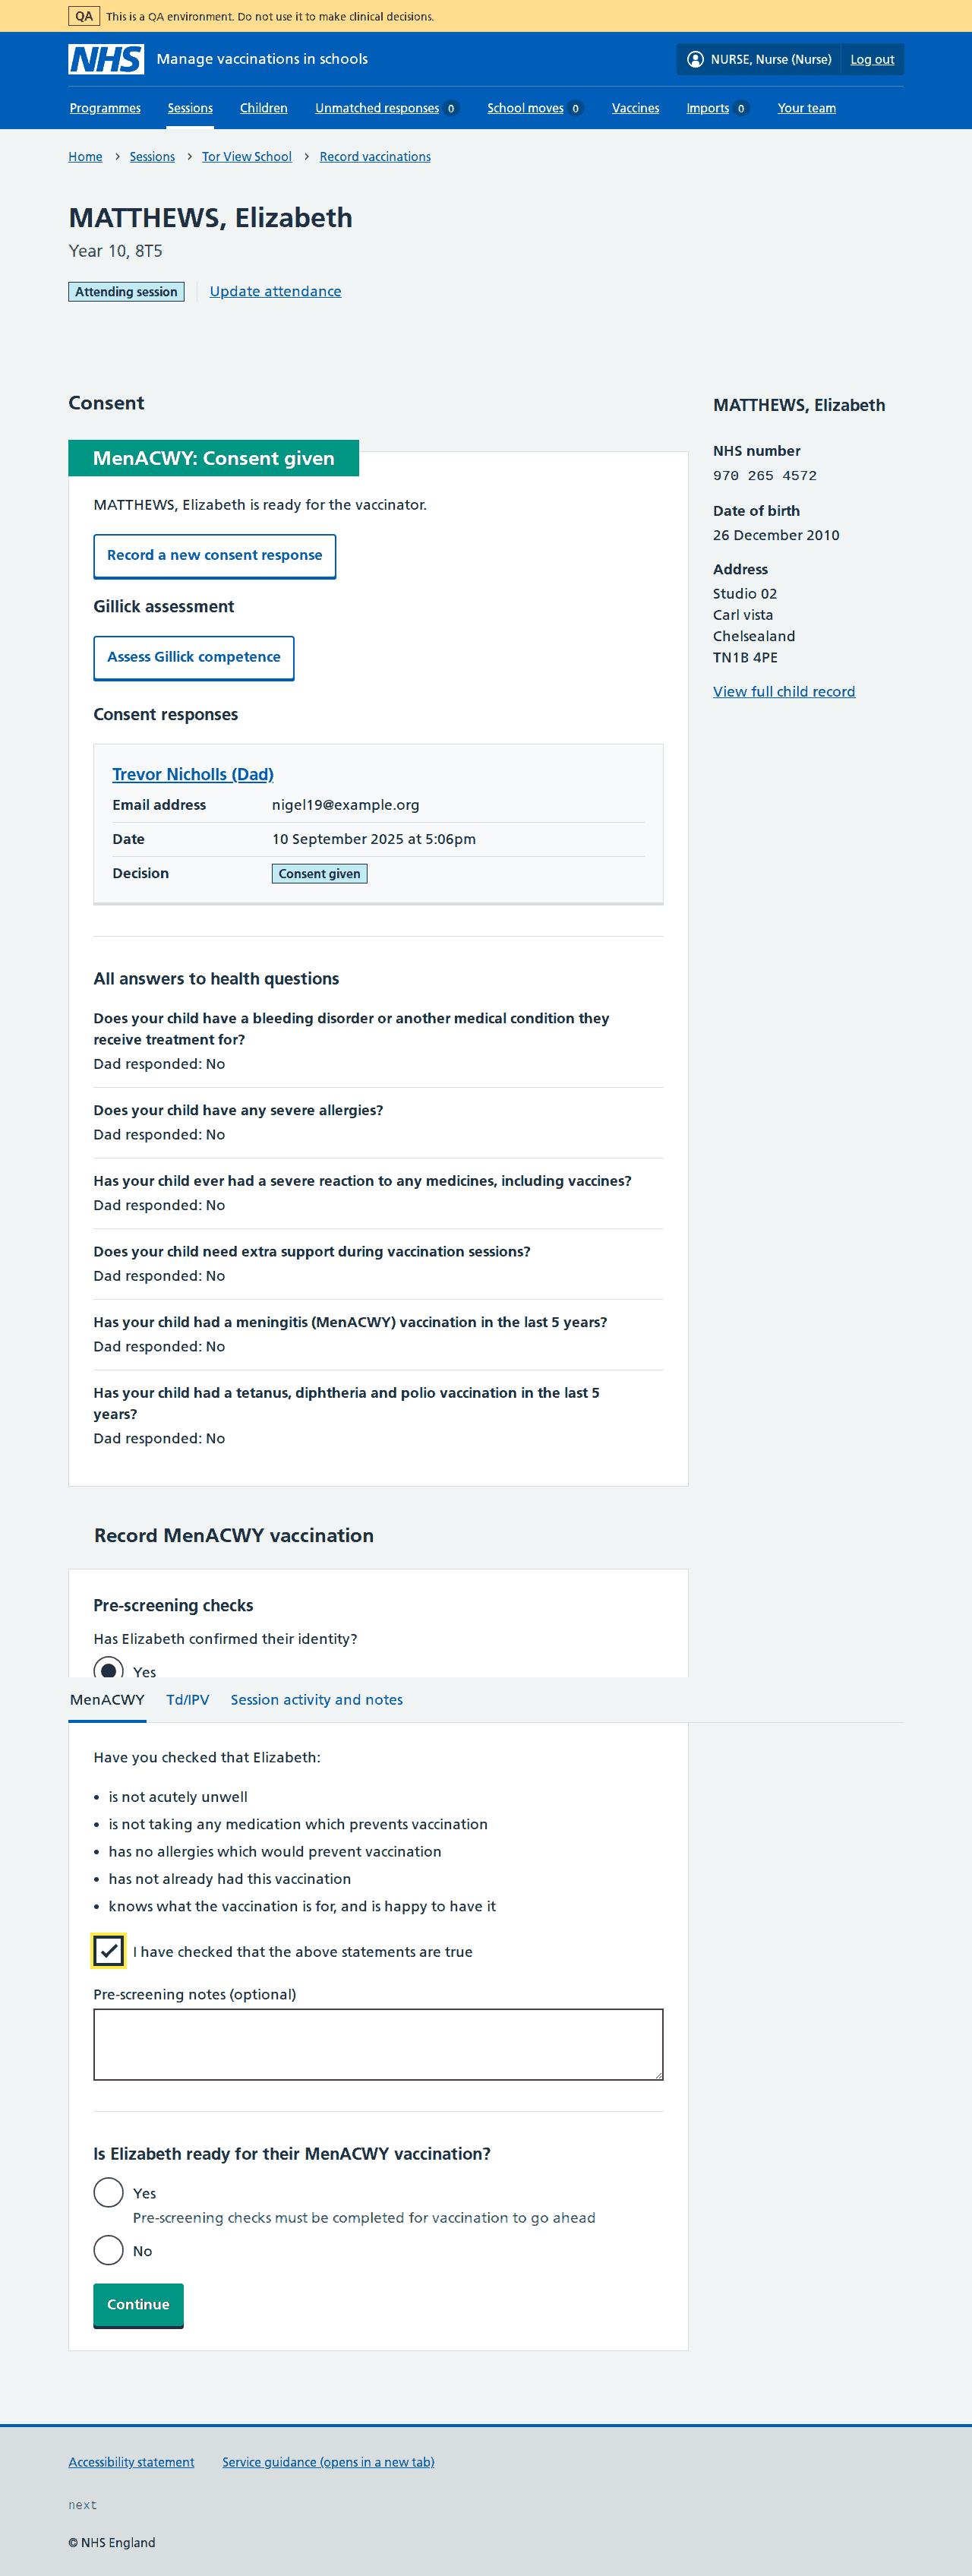 QA This is a QA environment. Do not use it to make clinical decisions.
NHS Manage vaccinations in schools NURSE, Nurse (Nurse) Log out
Programmes Sessions Children Unmatched responses 0 School moves 0 Vaccines Imports 0 Your team
Home › Sessions › Tor View School › Record vaccinations
MATTHEWS, Elizabeth
Year 10, 8T5
Attending session Update attendance
Consent
MenACWY: Consent given
MATTHEWS, Elizabeth is ready for the vaccinator.
Record a new consent response
Gillick assessment
Assess Gillick competence
Consent responses
Trevor Nicholls (Dad)
Email address nigel19@example.org
Date 10 September 2025 at 5:06pm
Decision Consent given
All answers to health questions
Does your child have a bleeding disorder or another medical condition they
receive treatment for?
Dad responded: No
Does your child have any severe allergies?
Dad responded: No
Has your child ever had a severe reaction to any medicines, including vaccines?
Dad responded: No
Does your child need extra support during vaccination sessions?
Dad responded: No
Has your child had a meningitis (MenACWY) vaccination in the last 5 years?
Dad responded: No
Has your child had a tetanus, diphtheria and polio vaccination in the last 5
years?
Dad responded: No
MATTHEWS, Elizabeth
NHS number
970 265 4572
Date of birth
26 December 2010
Address
Studio 02
Carl vista
Chelsealand
TN1B 4PE
View full child record
Record MenACWY vaccination
Pre-screening checks
Has Elizabeth confirmed their identity?
Yes
MenACWY Td/IPV Session activity and notes
Have you checked that Elizabeth:
• is not acutely unwell
• is not taking any medication which prevents vaccination
• has no allergies which would prevent vaccination
• has not already had this vaccination
• knows what the vaccination is for, and is happy to have it
I have checked that the above statements are true
Pre-screening notes (optional)
Is Elizabeth ready for their MenACWY vaccination?
Yes
Pre-screening checks must be completed for vaccination to go ahead
No
Continue
Accessibility statement Service guidance (opens in a new tab)
next
© NHS England